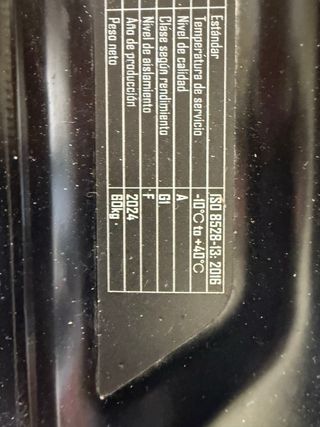 Estándar ISO 8528-13: 2016
Temperatura de servicio -10°C to +40°C
Nivel de calidad A
Clase según rendimiento G1
Nivel de aislamiento F
Año de producción 2024
Peso neto 60kg